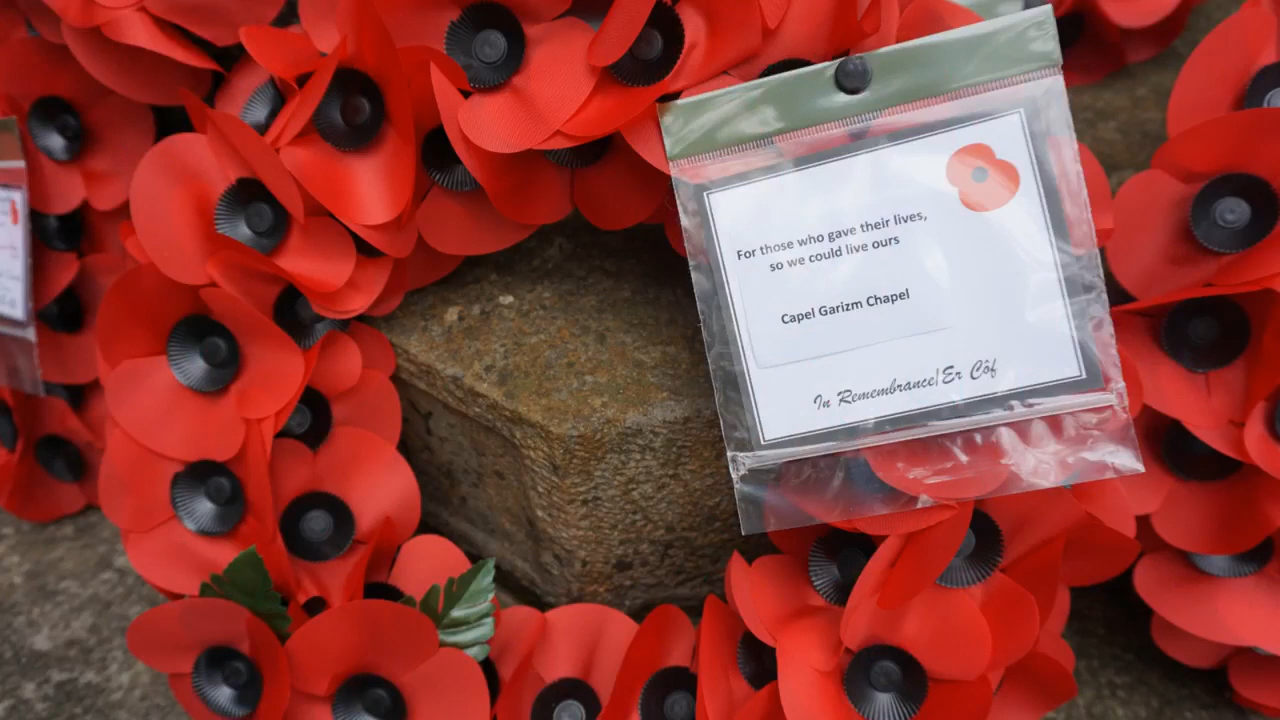 For those who gave their lives,
so we could live ours
Capel Garizm Chapel
In Remembrance/Er Côf